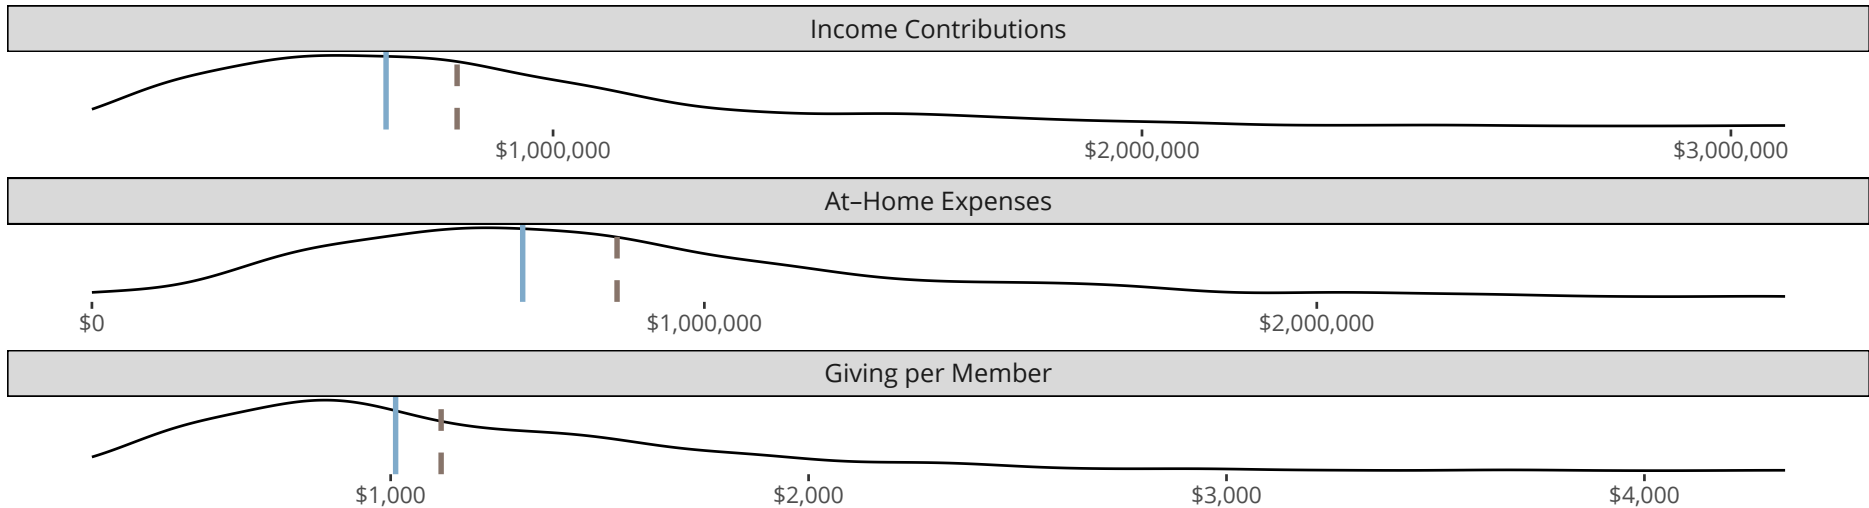 Income Contributions
$1,000,000 $2,000,000 $3,000,000
At–Home Expenses
$0 $1,000,000 $2,000,000
Giving per Member
$1,000 $2,000 $3,000 $4,000